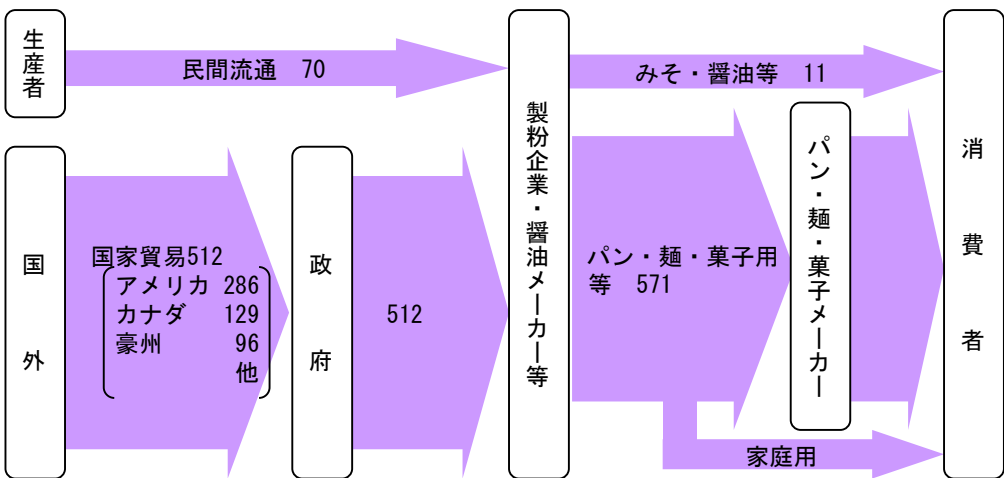 生産者
民間流通 70
製粉企業・醤油メーカー等
みそ・醤油等 11
消費者
国外
国家貿易512
アメリカ 286
カナダ 129
豪州 96
他
政府
512
パン・麺・菓子用
等 571
パン・麺・菓子メーカー
家庭用